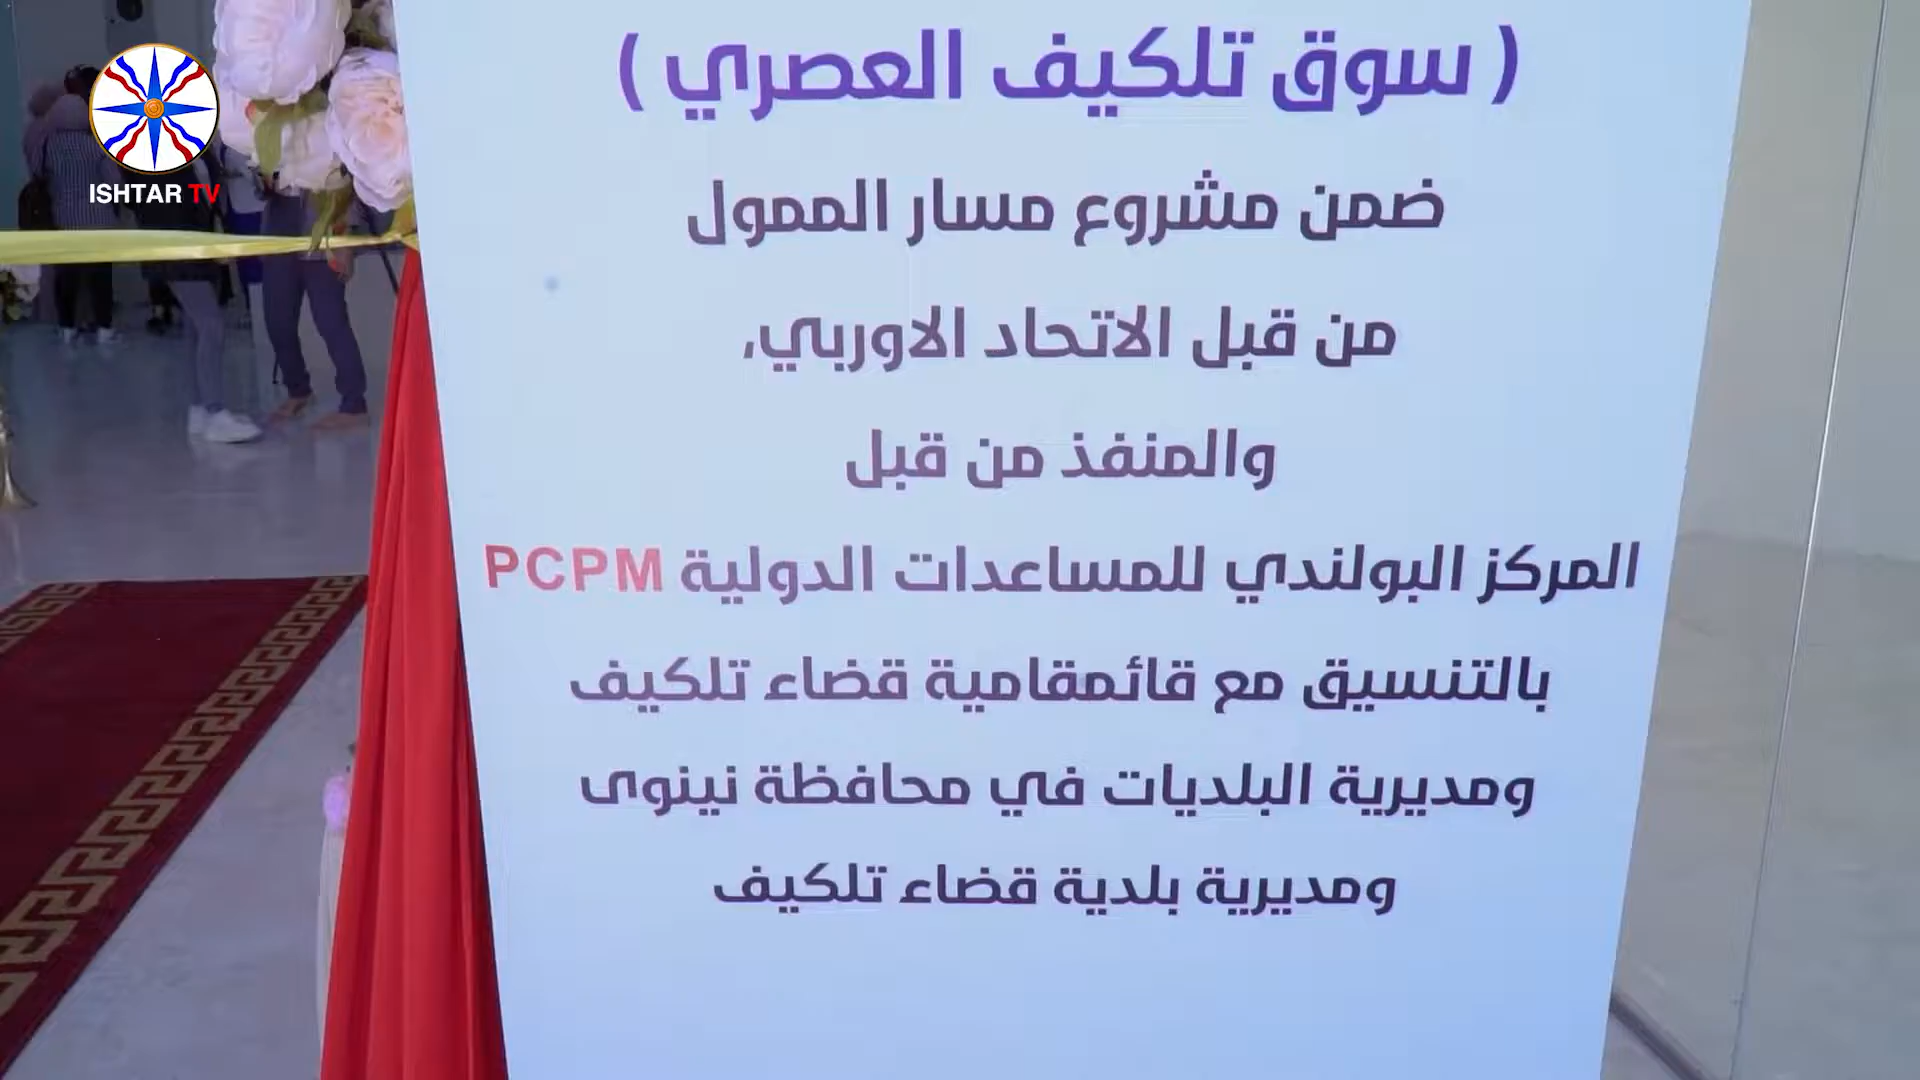 ISHTAR TV
( سوق تلكيف العصري )
ضمن مشروع مسار الممول
من قبل الاتحاد الاوربي،
والمنفذ من قبل
المركز البولندي للمساعدات الدولية PCPM
بالتنسيق مع قائمقامية قضاء تلكيف
ومديرية البلديات في محافظة نينوى
ومديرية بلدية قضاء تلكيف